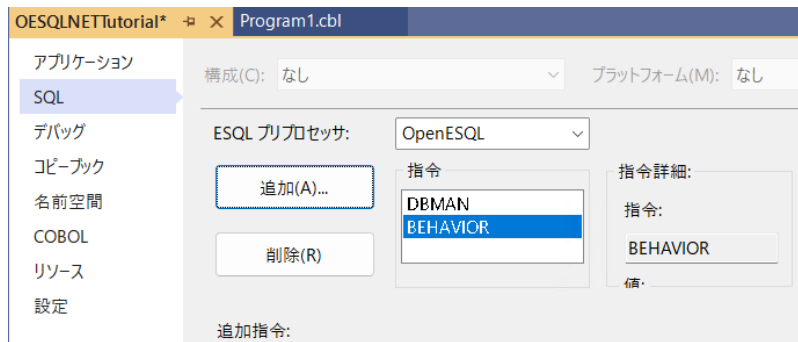 OESQLNETTutorial* Program1.cbl
アプリケーション
SQL
デバッグ
コピーブック
名前空間
COBOL
リソース
設定
構成(C): なし プラットフォーム(M): なし
ESQL プリプロセッサ: OpenESQL
追加(A)...
削除(R)
指令
DBMAN
BEHAVIOR
指令詳細:
指令:
BEHAVIOR
値:
追加指令: